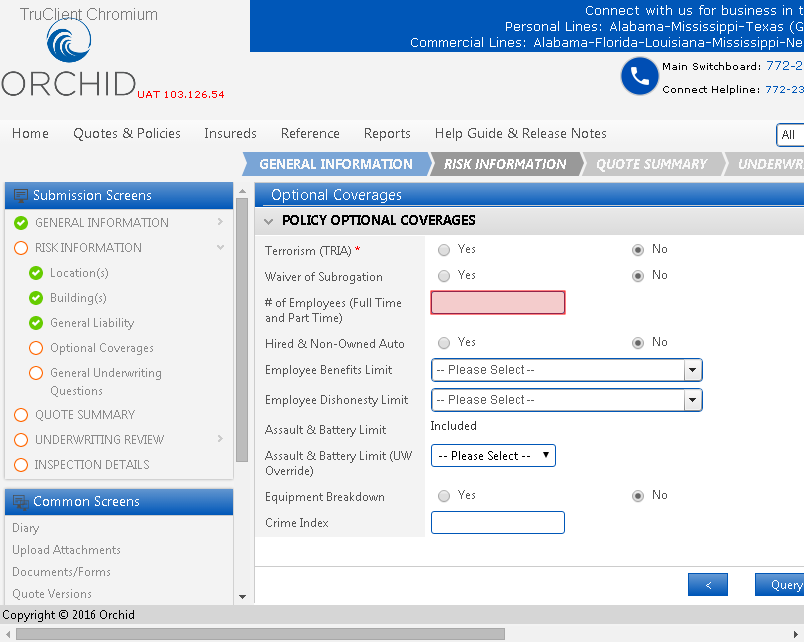 TruClient Chromium
ORCHID
UAT 103.126.54
Connect with us for business in t
Personal Lines: Alabama-Mississippi-Texas (G
Commercial Lines: Alabama-Florida-Louisiana-Mississippi-Ne
Main Switchboard: 772-2
Connect Helpline: 772-23
Home Quotes & Policies Insureds Reference Reports Help Guide & Release Notes All
GENERAL INFORMATION RISK INFORMATION QUOTE SUMMARY UNDERWR
Submission Screens
GENERAL INFORMATION
RISK INFORMATION
Location(s)
Building(s)
General Liability
Optional Coverages
General Underwriting
Questions
QUOTE SUMMARY
UNDERWRITING REVIEW
INSPECTION DETAILS
Common Screens
Diary
Upload Attachments
Documents/Forms
Quote Versions
Optional Coverages
POLICY OPTIONAL COVERAGES
Terrorism (TRIA) * Yes No
Waiver of Subrogation Yes No
# of Employees (Full Time
and Part Time)
Hired & Non-Owned Auto Yes No
Employee Benefits Limit -- Please Select --
Employee Dishonesty Limit -- Please Select --
Assault & Battery Limit Included
Assault & Battery Limit (UW
Override) -- Please Select --
Equipment Breakdown Yes No
Crime Index
< Query
Copyright © 2016 Orchid